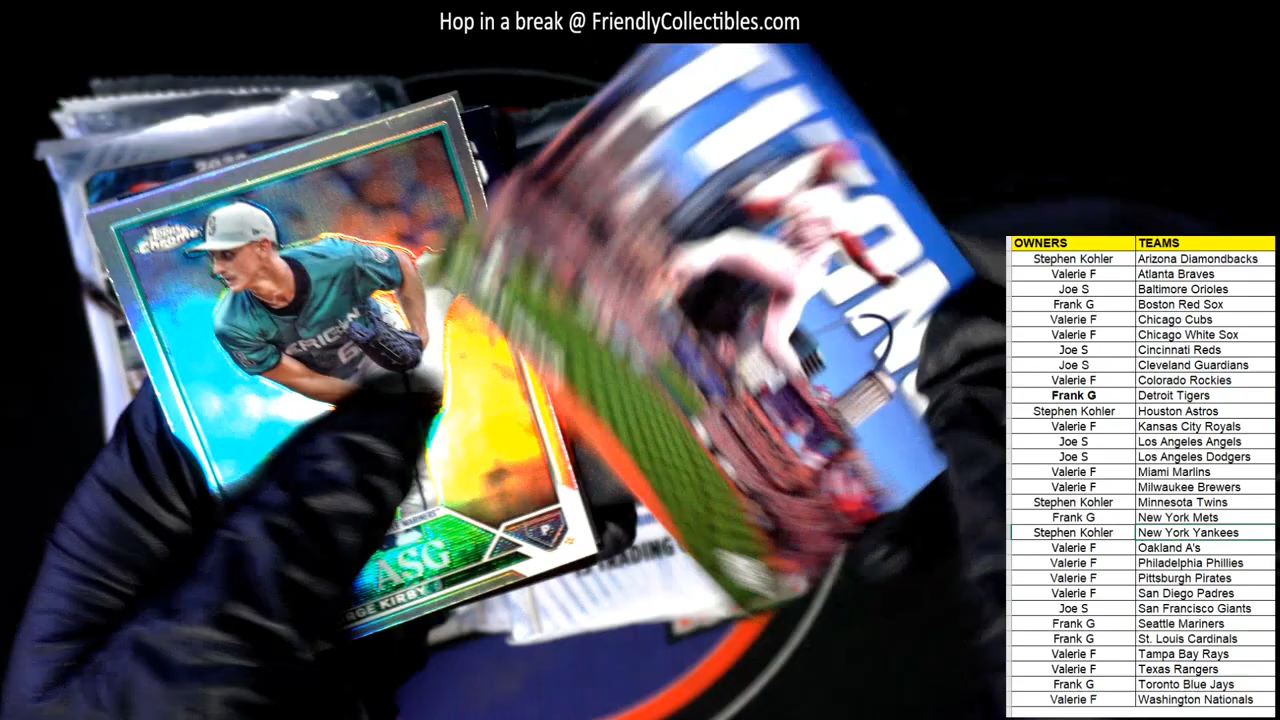 Hop in a break @ FriendlyCollectibles.com
Topps
Chrome
ASG
RGE KIRBY
TRADING
OWNERS TEAMS
Stephen Kohler Arizona Diamondbacks
Valerie F Atlanta Braves
Joe S Baltimore Orioles
Frank G Boston Red Sox
Valerie F Chicago Cubs
Valerie F Chicago White Sox
Joe S Cincinnati Reds
Joe S Cleveland Guardians
Valerie F Colorado Rockies
Frank G Detroit Tigers
Stephen Kohler Houston Astros
Valerie F Kansas City Royals
Joe S Los Angeles Angels
Joe S Los Angeles Dodgers
Valerie F Miami Marlins
Valerie F Milwaukee Brewers
Stephen Kohler Minnesota Twins
Frank G New York Mets
Stephen Kohler New York Yankees
Valerie F Oakland A's
Valerie F Philadelphia Phillies
Valerie F Pittsburgh Pirates
Valerie F San Diego Padres
Joe S San Francisco Giants
Frank G Seattle Mariners
Frank G St. Louis Cardinals
Valerie F Tampa Bay Rays
Valerie F Texas Rangers
Frank G Toronto Blue Jays
Valerie F Washington Nationals